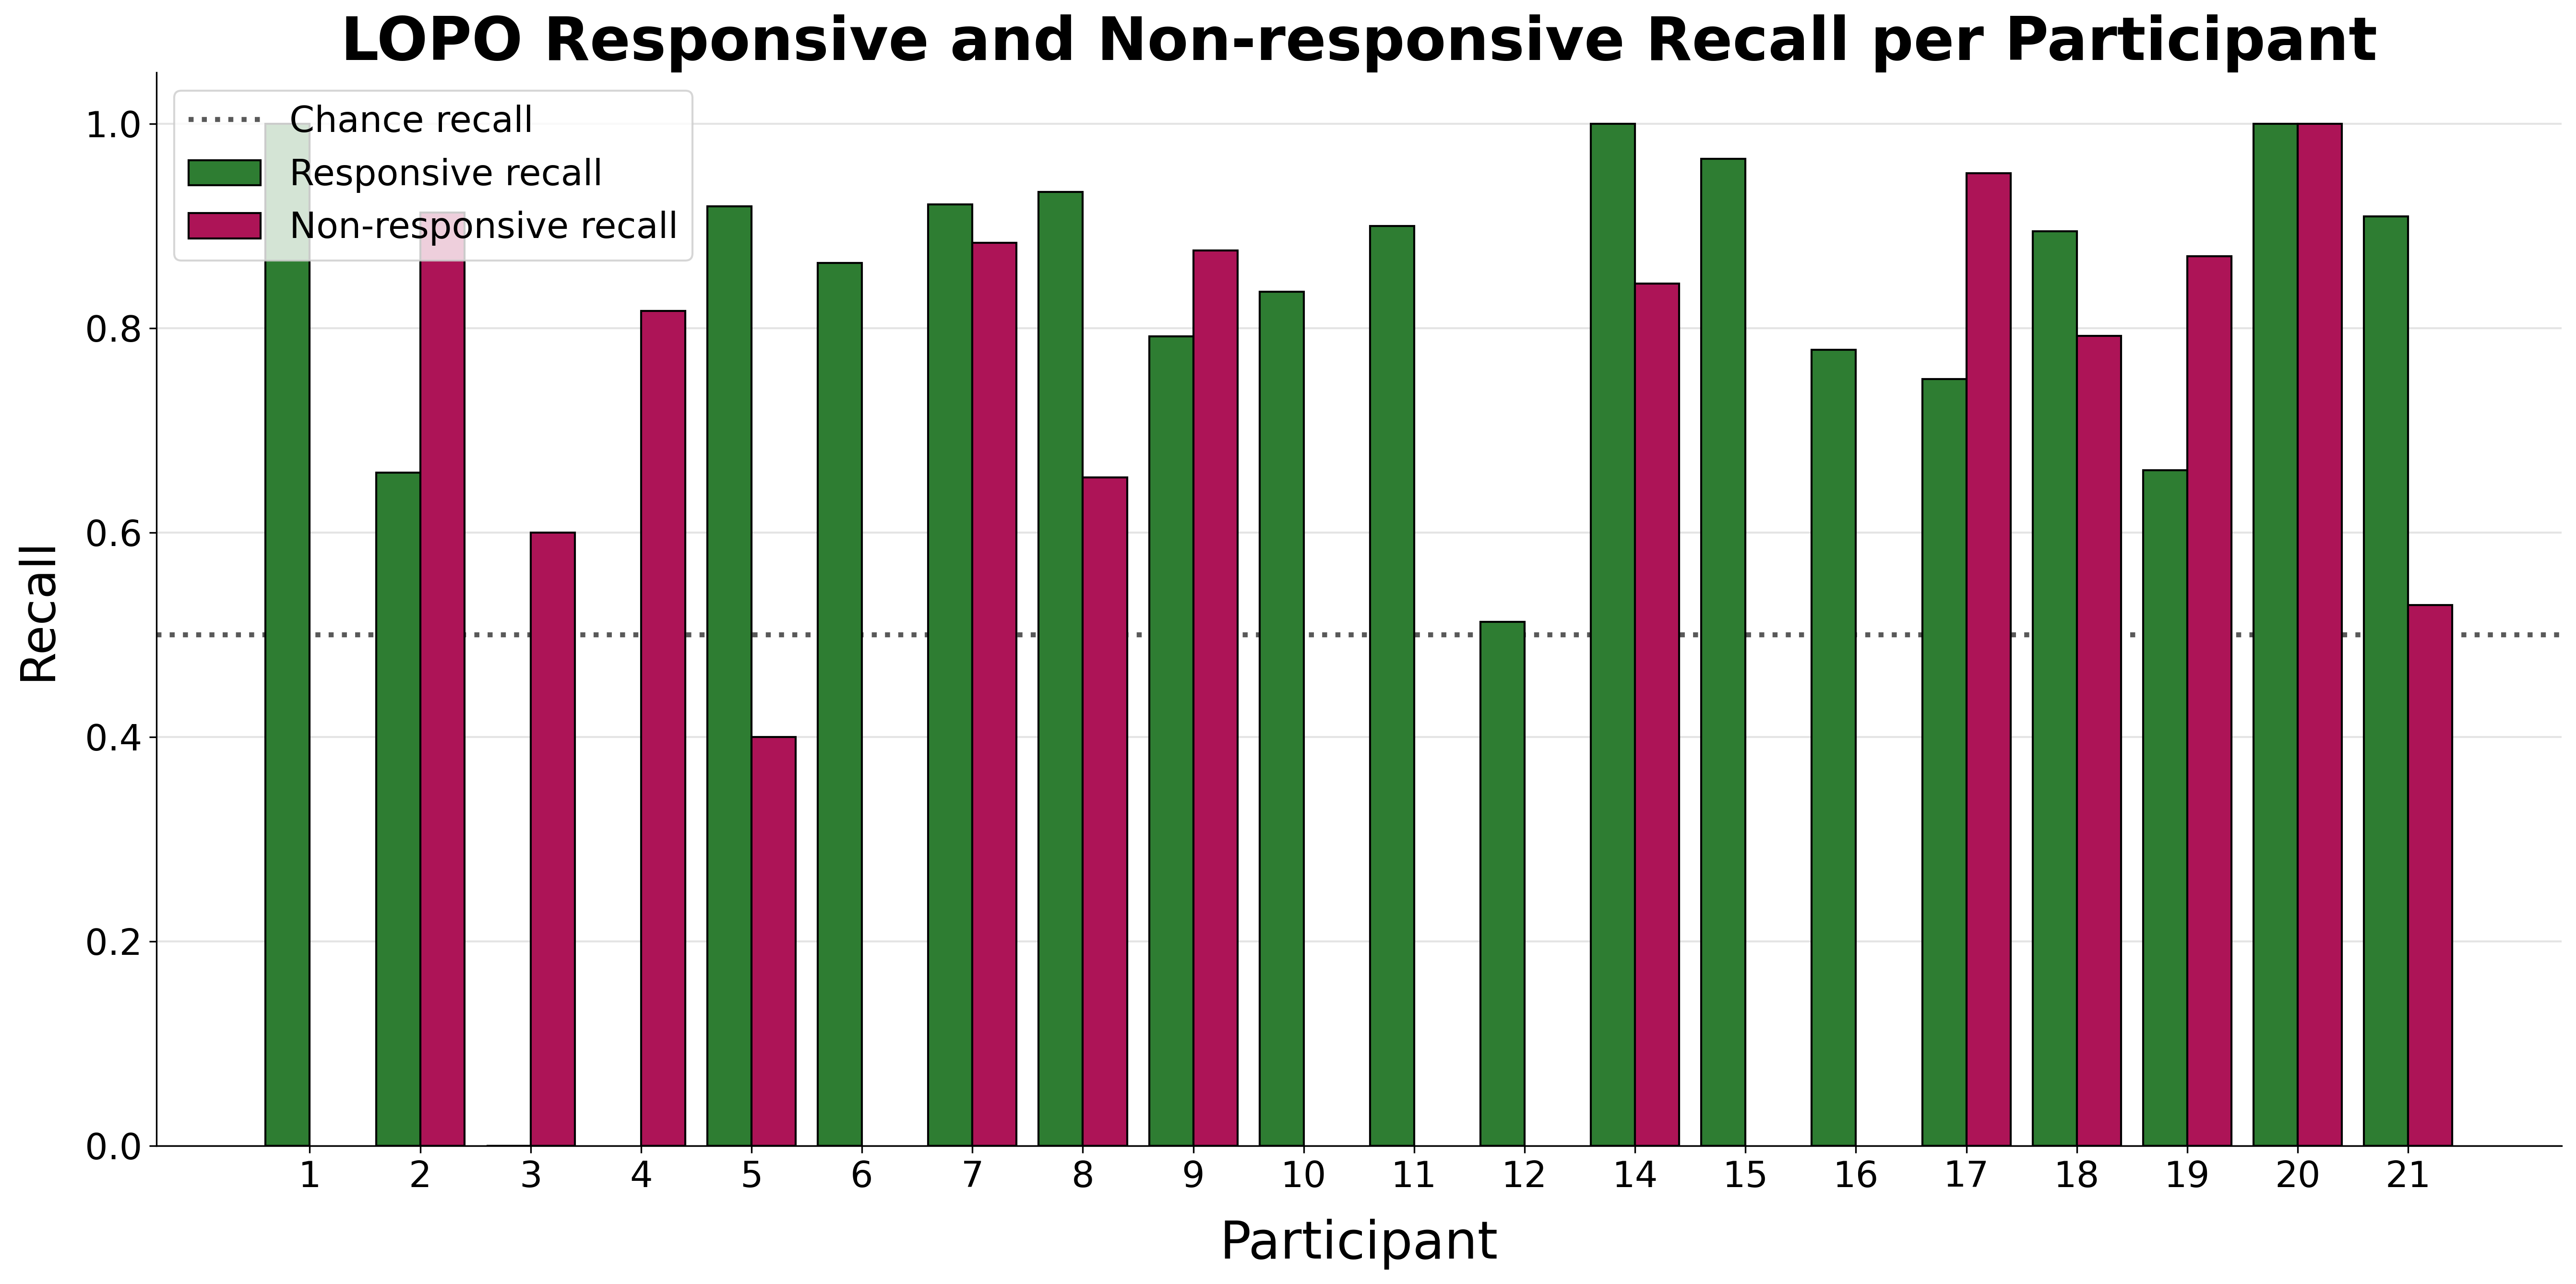 LOPO Responsive and Non-responsive Recall per Participant
Chance recall
Responsive recall
Non-responsive recall
1.0
0.8
0.6
0.4
0.2
0.0
Recall
1 2 3 4 5 6 7 8 9 10 11 12 14 15 16 17 18 19 20 21
Participant